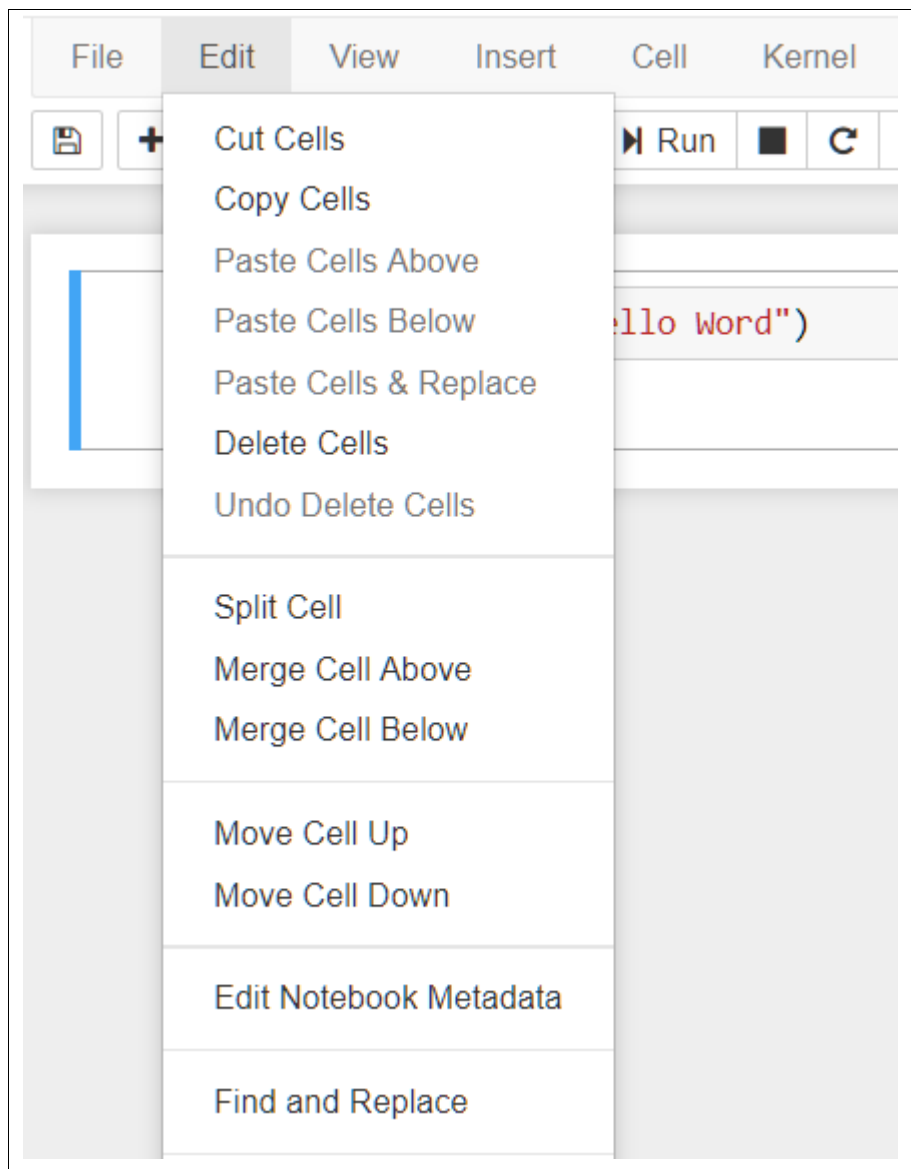 File Edit View Insert Cell Kernel
Run
Cut Cells
Copy Cells
Paste Cells Above
Paste Cells Below
ello Word")
Paste Cells & Replace
Delete Cells
Undo Delete Cells
Split Cell
Merge Cell Above
Merge Cell Below
Move Cell Up
Move Cell Down
Edit Notebook Metadata
Find and Replace